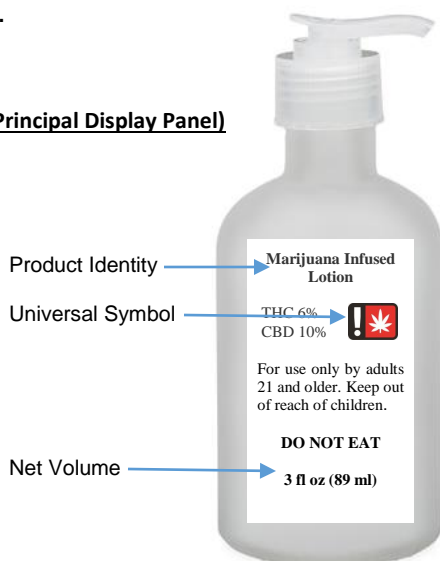 Principal Display Panel)
Product Identity
Universal Symbol
Net Volume
Marijuana Infused
Lotion
THC 6%
CBD 10%
!
For use only by adults
21 and older. Keep out
of reach of children.
DO NOT EAT
3 fl oz (89 ml)